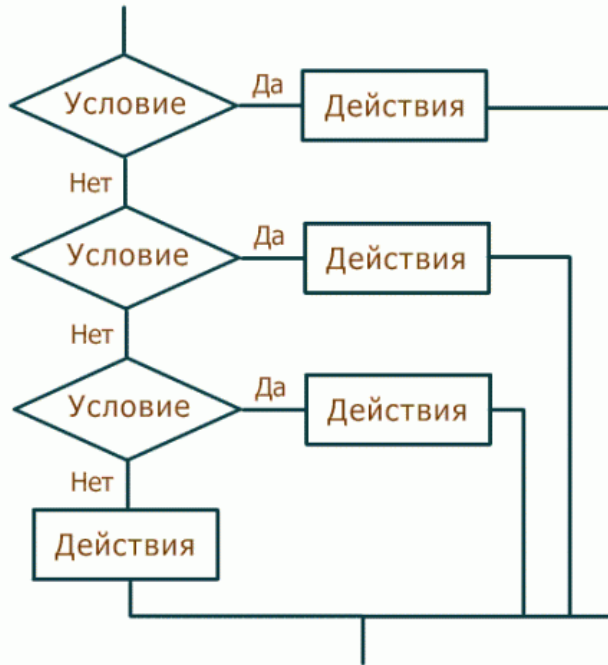 Условие
Да
Действия
Нет
Условие
Да
Действия
Нет
Условие
Да
Действия
Нет
Действия